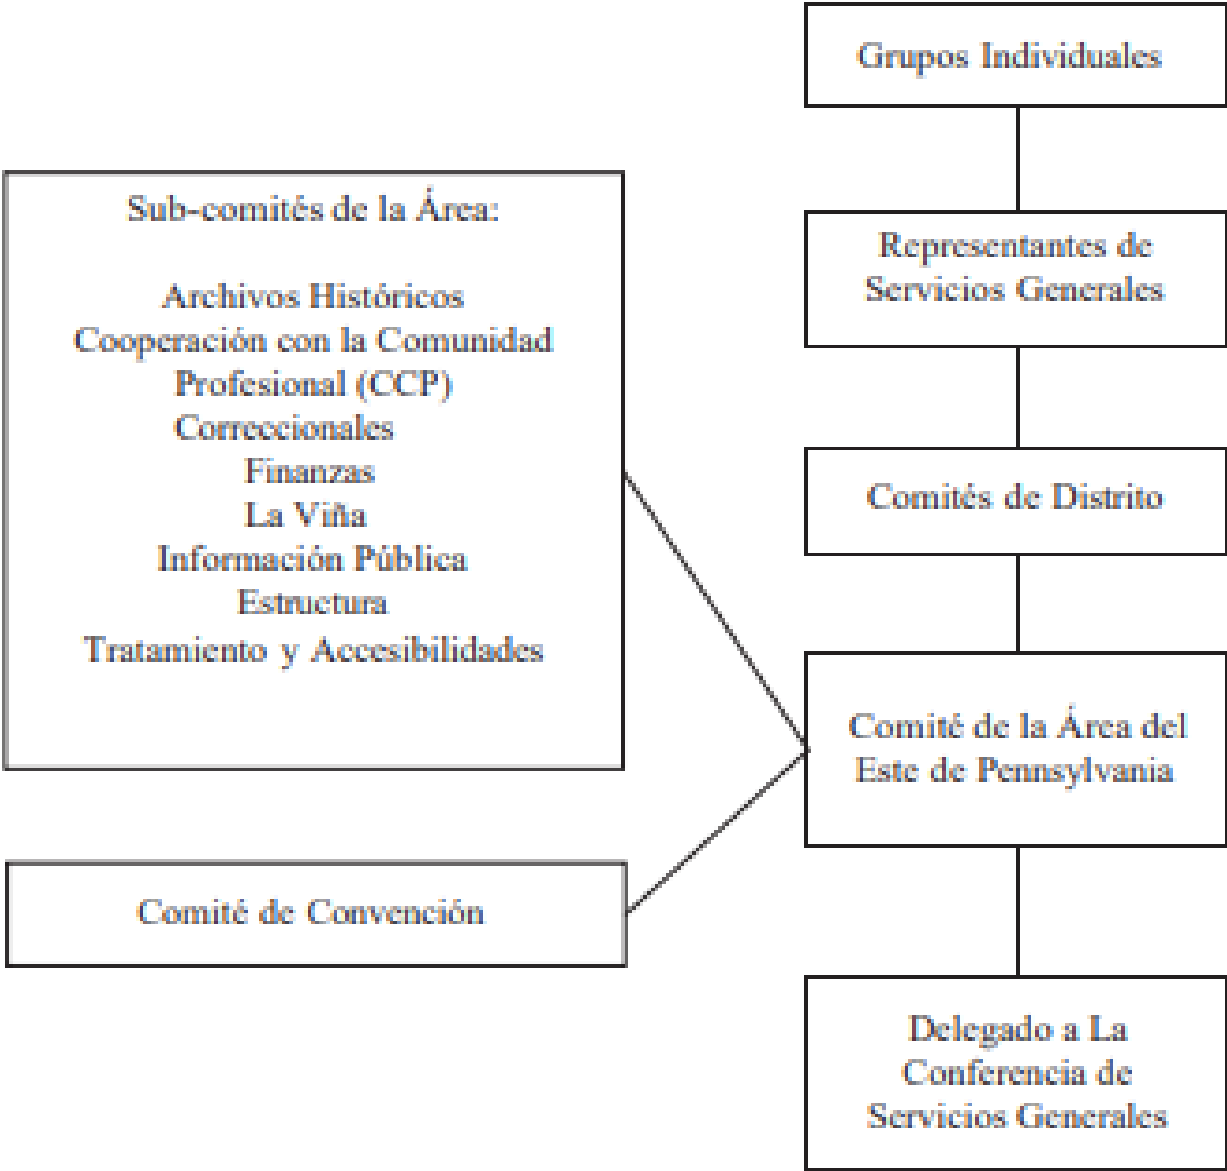 Grupos Individuales
Representantes de
Servicios Generales
Comités de Distrito
Comité de la Área del
Este de Pennsylvania
Delegado a La
Conferencia de
Servicios Generales
Sub-comités de la Área:
Archivos Históricos
Cooperación con la Comunidad
Profesional (CCP)
Correccionales
Finanzas
La Viña
Información Pública
Estructura
Tratamiento y Accesibilidades
Comité de Convención